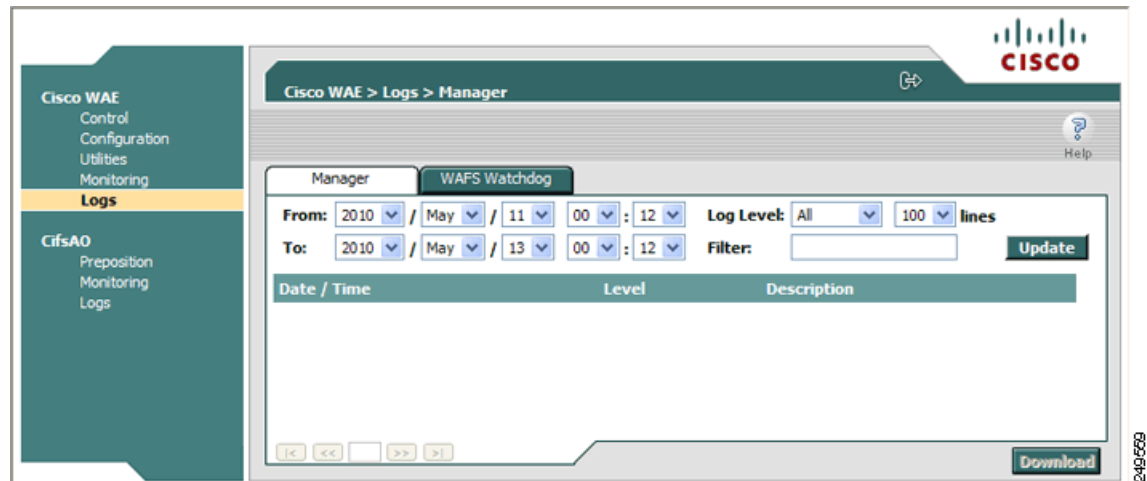 CISCO
Cisco WAE > Logs > Manager
Help
Cisco WAE
Control
Configuration
Utilities
Monitoring
Logs
CifsAO
Preposition
Monitoring
Logs
Manager WAFS Watchdog
From: 2010 / May / 11 00 : 12 Log Level: All 100 lines
To: 2010 / May / 13 00 : 12 Filter: Update
Date / Time Level Description
|< << >> >|
Download
249559